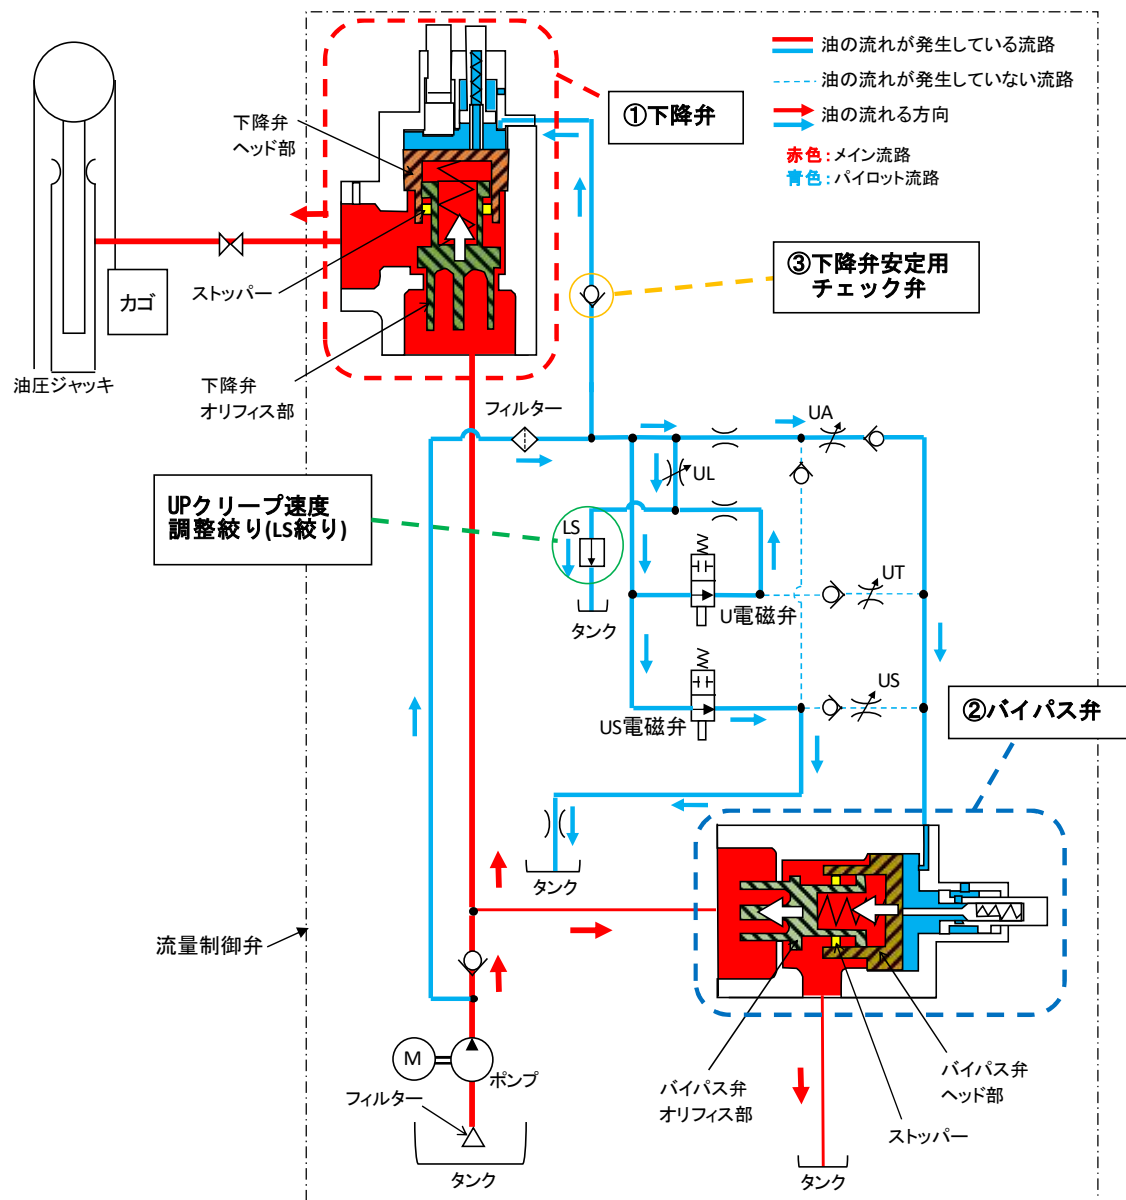 油の流れが発生している流路
油の流れが発生していない流路
油の流れる方向
赤色:メイン流路
青色:パイロット流路
①下降弁
下降弁
ヘッド部
③下降弁安定用
チェック弁
ストッパー
カゴ
油圧ジャッキ
下降弁
オリフィス部
フィルター
UA
UL
UPクリープ速度
調整絞り(LS絞り)
LS
タンク
U電磁弁
UT
US電磁弁
US
②バイパス弁
タンク
流量制御弁
M
ポンプ
フィルター
タンク
バイパス弁
オリフィス部
バイパス弁
ヘッド部
ストッパー
タンク